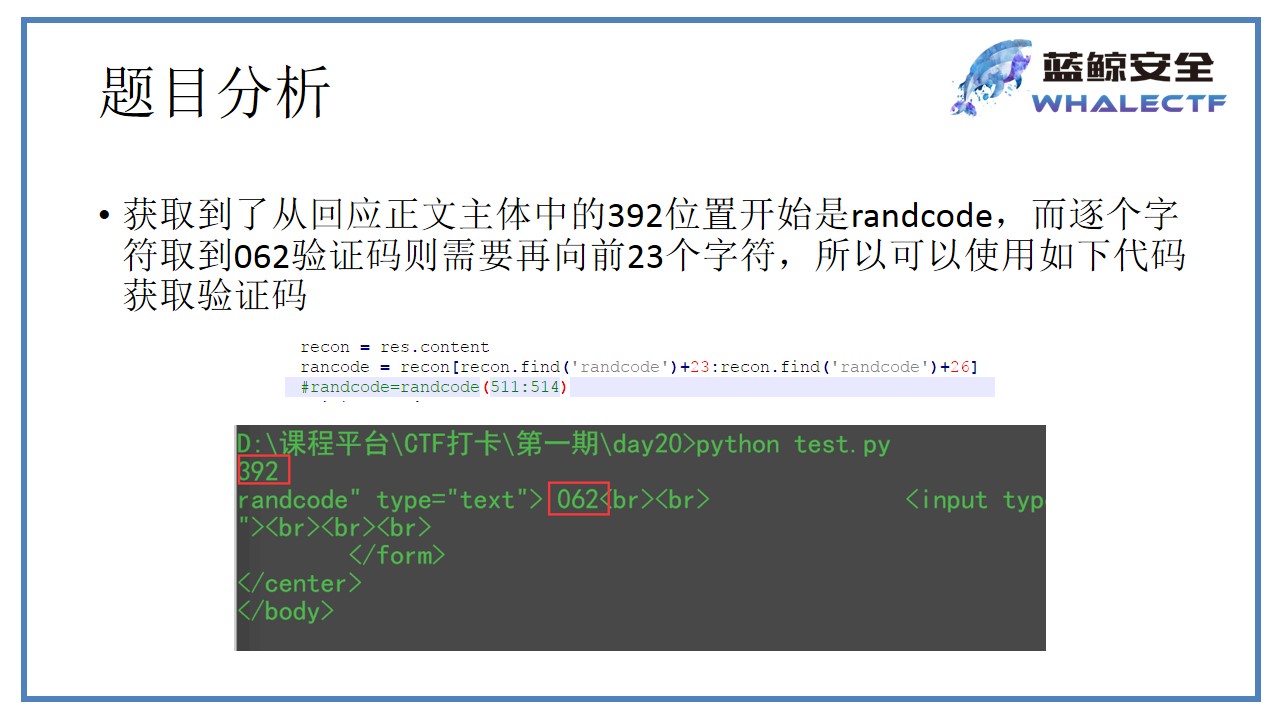 题目分析
蓝鲸安全
WHALECTF
• 获取到了从回应正文主体中的392位置开始是randcode，而逐个字
符取到062验证码则需要再向前23个字符，所以可以使用如下代码
获取验证码
recon = res.content
rancode = recon[recon.find('randcode')+23:recon.find('randcode')+26]
#randcode=randcode(511:514)
D:\课程平台\CTF打卡\第一期\day20>python test.py
392
randcode" type="text"> 062<br><br> <input typ
"><br><br><br>
</form>
</center>
</body>